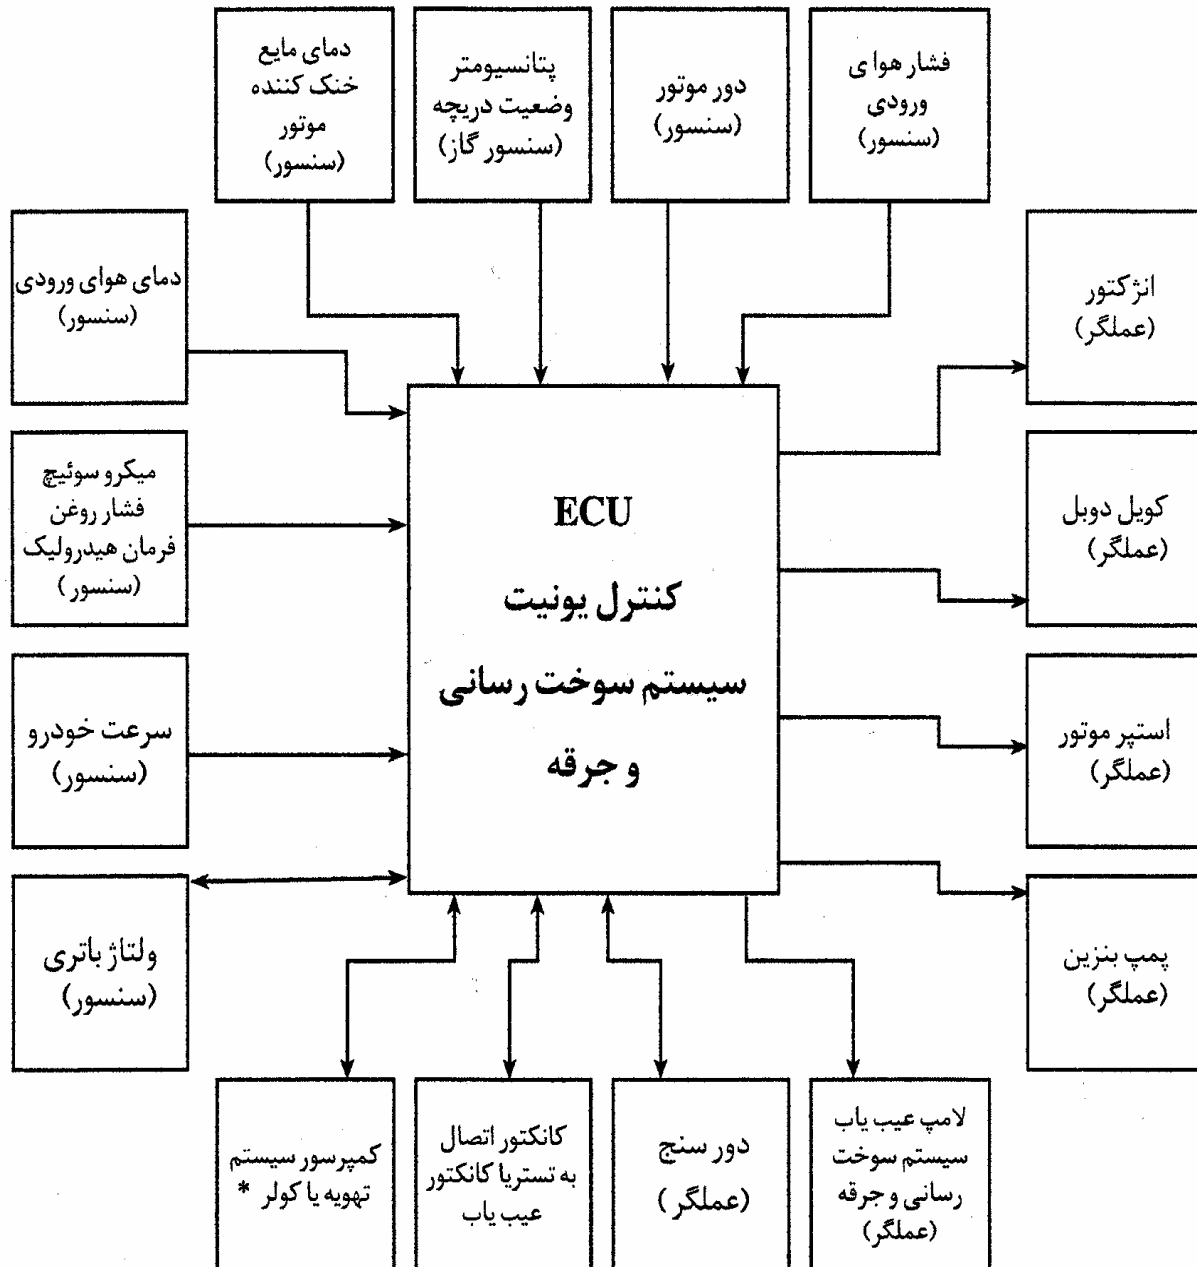 فشار هوا ی
ورودی
(سنسور)
دور موتور
(سنسور)
پتانسیومتر
وضعیت دریچه
(سنسور گاز)
دمای مایع
خنک کننده
موتور
(سنسور)
انژکتور
(عملگر)
کویل دوبل
(عملگر)
استپر موتور
(عملگر)
پمپ بنزین
(عملگر)
ECU
کنترل یونیت
سیستم سوخت رسانی
و جرقه
دمای هوای ورودی
(سنسور)
میکرو سوئیچ
فشار روغن
فرمان هیدرولیک
(سنسور)
سرعت خودرو
(سنسور)
ولتاژ باتری
(سنسور)
لامپ عیب یاب
سیستم سوخت
رسانی و جرقه
(عملگر)
دور سنج
(عملگر)
کانکتور اتصال
به تستریا کانکتور
عیب یاب
کمپرسور سیستم
تهویه یا کولر *